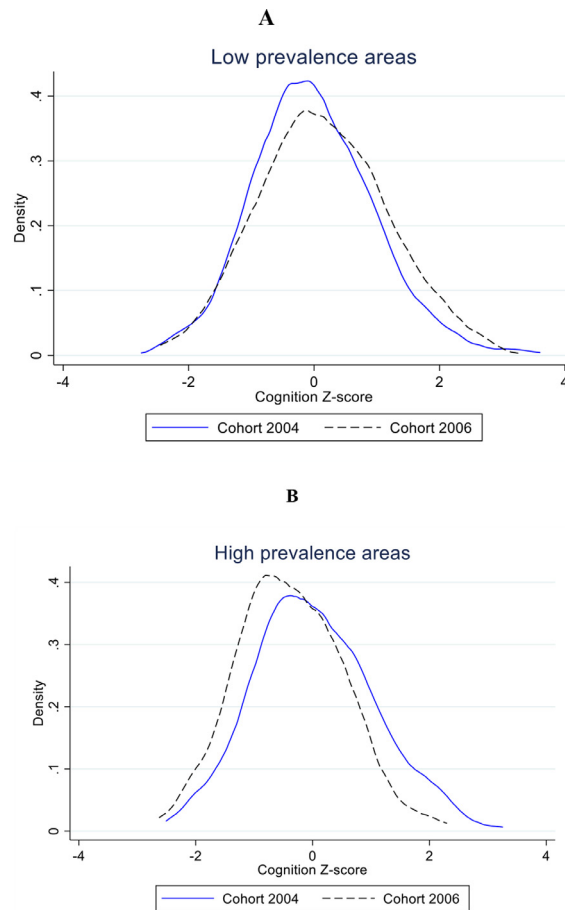 A
Low prevalence areas
.4
.3
.2
.1
0
Density
-4
-2
0
2
4
Cognition Z-score
Cohort 2004
Cohort 2006
B
High prevalence areas
.4
.3
.2
.1
0
Density
-4
-2
0
2
4
Cognition Z-score
Cohort 2004
Cohort 2006